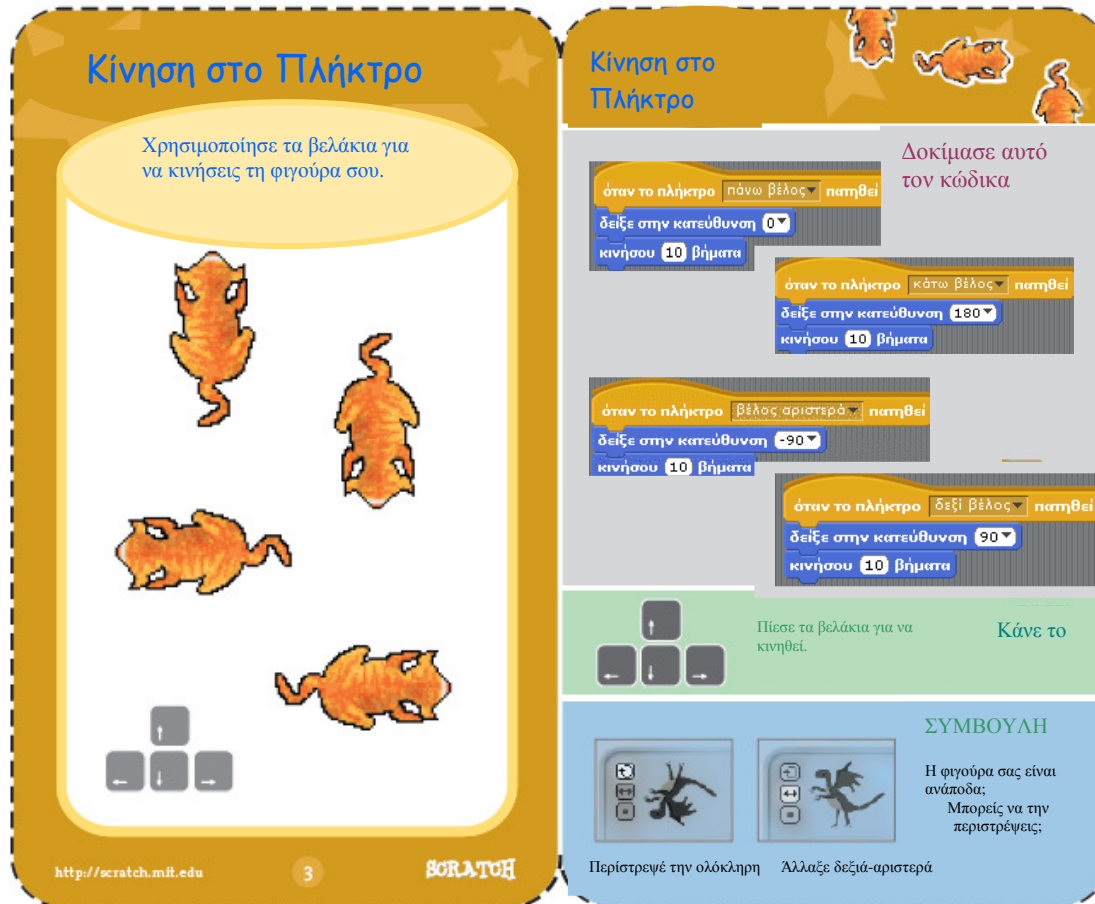 Κίνηση στο Πλήκτρο
Χρησιμοποίησε τα βελάκια για
να κινήσεις τη φιγούρα σου.
↑
← ↓ →
http://scratch.mit.edu
3
SCRATCH
Κίνηση στο
Πλήκτρο
Δοκίμασε αυτό
τον κώδικα
όταν το πλήκτρο πάνω βέλος πατηθεί
δείξε στην κατεύθυνση 0
κινήσου 10 βήματα
όταν το πλήκτρο κάτω βέλος πατηθεί
δείξε στην κατεύθυνση 180
κινήσου 10 βήματα
όταν το πλήκτρο βέλος αριστερά πατηθεί
δείξε στην κατεύθυνση -90
κινήσου 10 βήματα
όταν το πλήκτρο δεξί βέλος πατηθεί
δείξε στην κατεύθυνση 90
κινήσου 10 βήματα
↑
← ↓ →
Πίεσε τα βελάκια για να
κινηθεί.
Κάνε το
ΣΥΜΒΟΥΛΗ
Η φιγούρα σας είναι
ανάποδα;
Μπορείς να την
περιστρέψεις;
Περίστρεψέ την ολόκληρη
Άλλαξε δεξιά-αριστερά